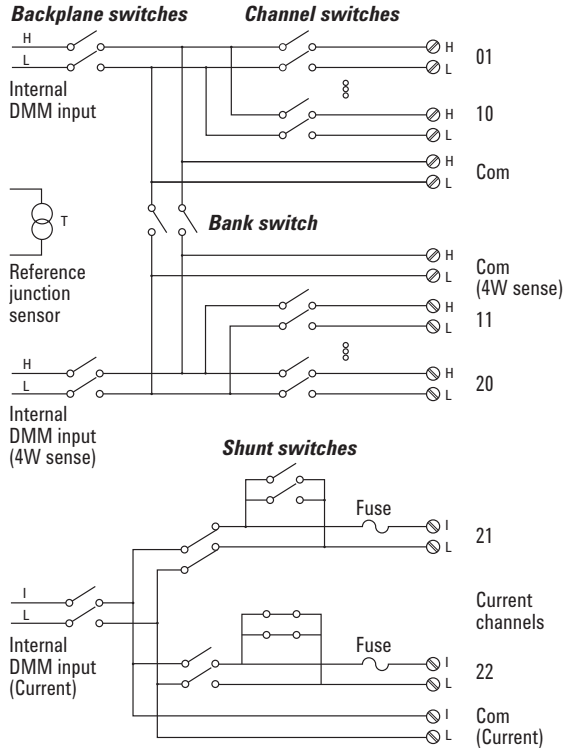 Backplane switches
Channel switches
H
L
Internal
DMM input
H
L
01
H
L
10
H
L
Com
T
Reference
junction
sensor
Bank switch
H
L
Com
(4W sense)
H
L
11
H
L
Internal
DMM input
(4W sense)
H
L
20
Shunt switches
Fuse
I
L
21
I
L
Internal
DMM input
(Current)
Current
channels
Fuse
I
L
22
I
L
Com
(Current)